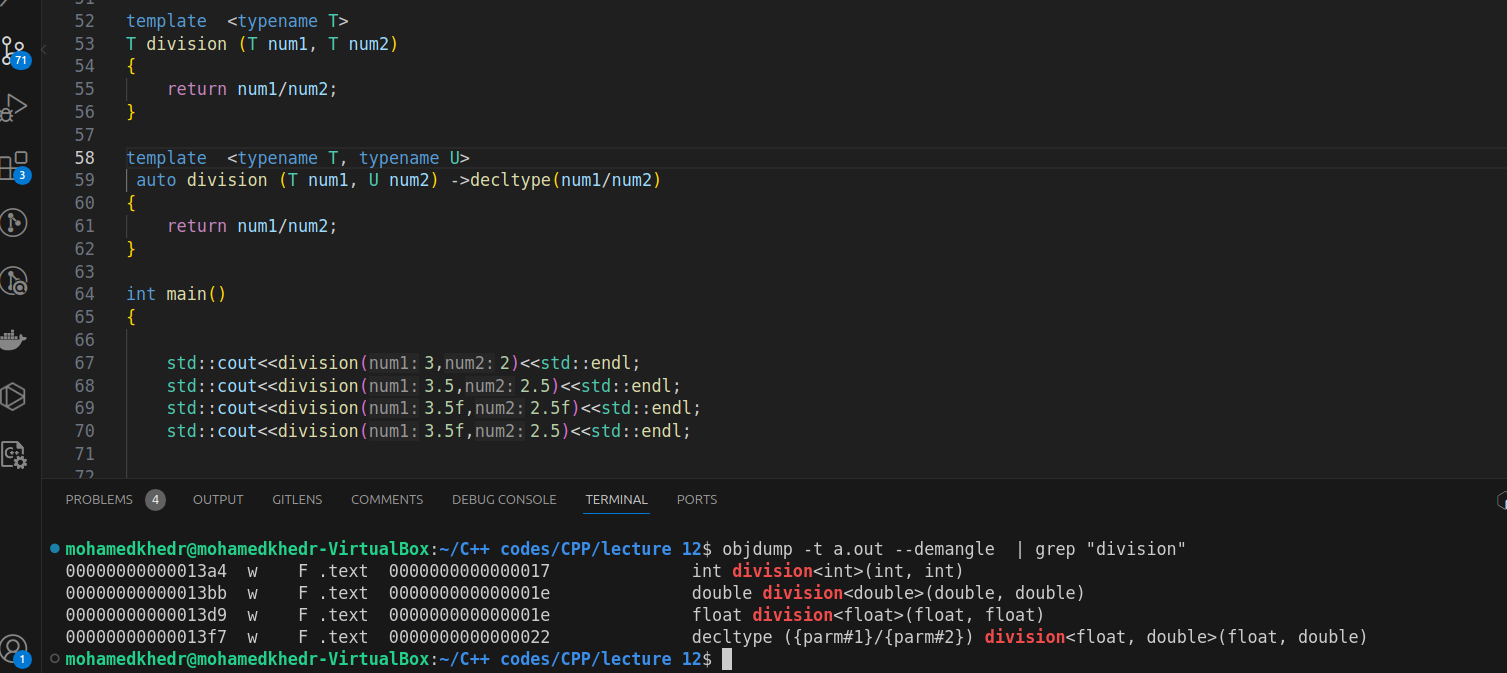 51
52 template  <typename T>
53 T division (T num1, T num2)
54 {
55     return num1/num2;
56 }
57
58 template  <typename T, typename U>
59  auto division (T num1, U num2) ->decltype(num1/num2)
60 {
61     return num1/num2;
62 }
63
64 int main()
65 {
66
67     std::cout<<division(num1: 3,num2: 2)<<std::endl;
68     std::cout<<division(num1: 3.5,num2: 2.5)<<std::endl;
69     std::cout<<division(num1: 3.5f,num2: 2.5f)<<std::endl;
70     std::cout<<division(num1: 3.5f,num2: 2.5)<<std::endl;
71
72
71
3
1
PROBLEMS 4 OUTPUT GITLENS COMMENTS DEBUG CONSOLE TERMINAL PORTS
mohamedkhedr@mohamedkhedr-VirtualBox:~/C++ codes/CPP/lecture 12$ objdump -t a.out --demangle  | grep "division"
00000000000013a4  w    F .text  0000000000000017              int division<int>(int, int)
00000000000013bb  w    F .text  000000000000001e              double division<double>(double, double)
00000000000013d9  w    F .text  000000000000001e              float division<float>(float, float)
00000000000013f7  w    F .text  0000000000000022              decltype ({parm#1}/{parm#2}) division<float, double>(float, double)
mohamedkhedr@mohamedkhedr-VirtualBox:~/C++ codes/CPP/lecture 12$